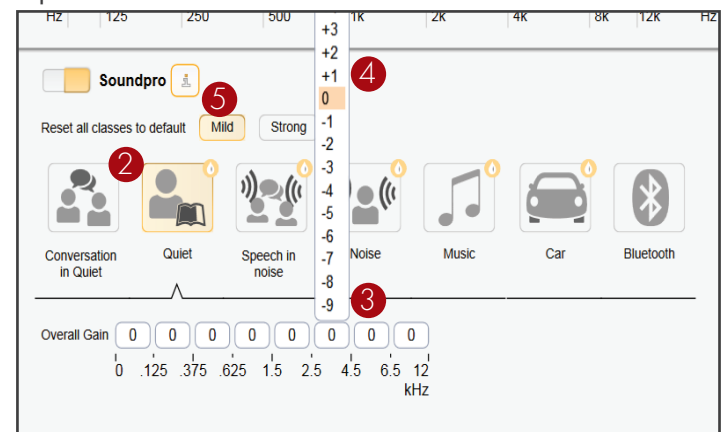 Hz 125 250 500 1K 2K 4K 8K 12K Hz
+3
+2
+1 4
0
-1
-2
-3
-4
-5
-6
-7
-8
-9
Soundpro i
5
Reset all classes to default Mild Strong
2
Conversation in Quiet
Quiet
Speech in noise
Noise
Music
Car
Bluetooth
3
Overall Gain 0 0 0 0 0 0 0 0
0 .125 .375 .625 1.5 2.5 4.5 6.5 12
kHz